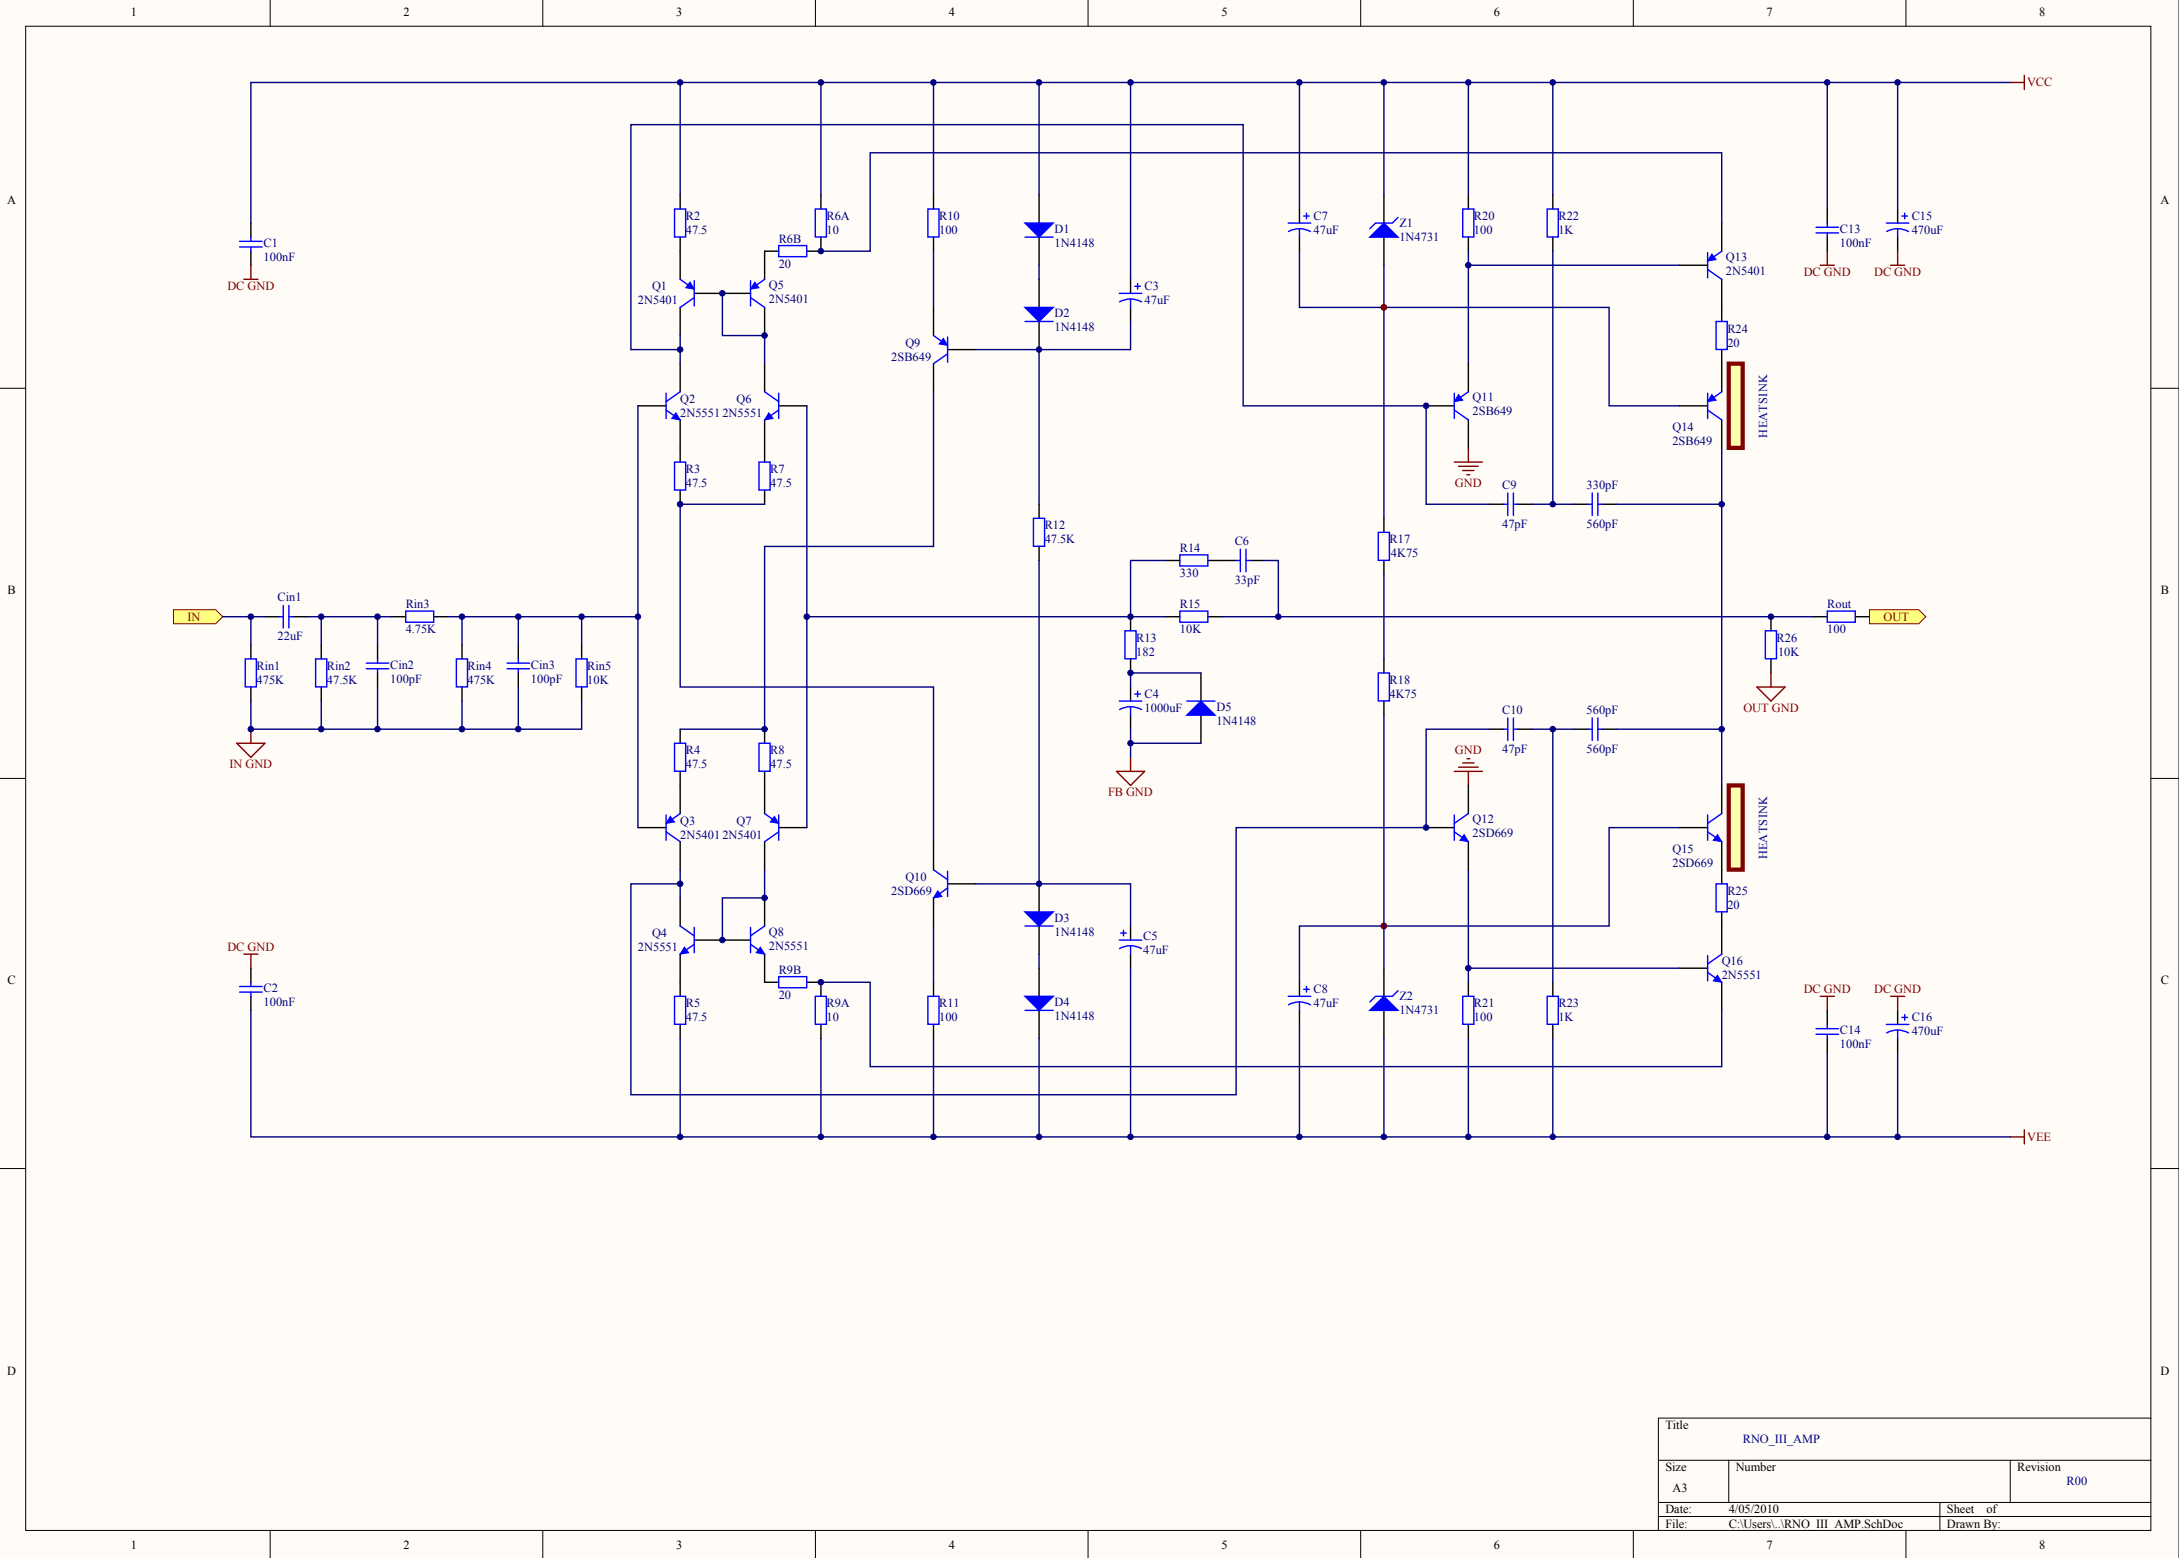 1 2 3 4 5 6 7 8
VCC
A
A
C1
100nF
DC GND
R2
47.5
R6A
10
R6B
20
R10
100
D1
1N4148
C7
47uF
Z1
1N4731
R20
100
R22
1K
C13
100nF
DC GND
C15
470uF
DC GND
Q1
2N5401
Q5
2N5401
D2
1N4148
C3
47uF
Q13
2N5401
Q9
2SB649
R24
20
Q2
2N5551
Q6
2N5551
Q11
2SB649
Q14
2SB649
HEATSINK
R3
47.5
R7
47.5
GND
C9
47pF
330pF
560pF
R12
47.5K
R17
4K75
R14
330
C6
33pF
B
B
IN
Cin1
22uF
Rin3
4.75K
R15
10K
Rout
100
OUT
Rin1
475K
Rin2
47.5K
Cin2
100pF
Rin4
475K
Cin3
100pF
Rin5
10K
R13
182
R26
10K
OUT GND
C4
1000uF
D5
1N4148
R18
4K75
IN GND
FB GND
R4
47.5
R8
47.5
C10
47pF
560pF
560pF
GND
Q3
2N5401
Q7
2N5401
Q12
2SD669
Q15
2SD669
HEATSINK
Q10
2SD669
R25
20
D3
1N4148
C5
47uF
Q4
2N5551
Q8
2N5551
Q16
2N5551
C
C
DC GND
C2
100nF
R9B
20
R5
47.5
R9A
10
R11
100
D4
1N4148
C8
47uF
Z2
1N4731
R21
100
R23
1K
DC GND
C14
100nF
DC GND
C16
470uF
VEE
D
D
Title
RNO_III_AMP
Size
A3
Number
Revision
R00
Date:
4/05/2010
Sheet of
File:
C:\Users\..\RNO_III_AMP.SchDoc
Drawn By:
1 2 3 4 5 6 7 8